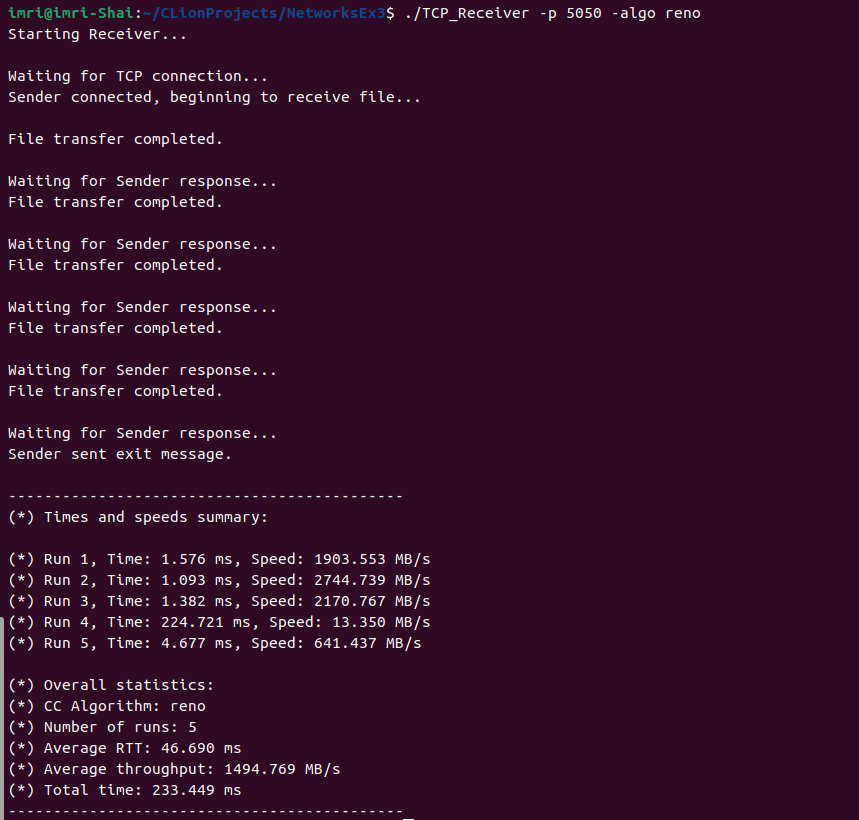 imri@imri-Shai:~/CLionProjects/NetworksEx3$ ./TCP_Receiver -p 5050 -algo reno
Starting Receiver...
Waiting for TCP connection...
Sender connected, beginning to receive file...
File transfer completed.
Waiting for Sender response...
File transfer completed.
Waiting for Sender response...
File transfer completed.
Waiting for Sender response...
File transfer completed.
Waiting for Sender response...
File transfer completed.
Waiting for Sender response...
Sender sent exit message.
--------------------------------------------
(*) Times and speeds summary:
(*) Run 1, Time: 1.576 ms, Speed: 1903.553 MB/s
(*) Run 2, Time: 1.093 ms, Speed: 2744.739 MB/s
(*) Run 3, Time: 1.382 ms, Speed: 2170.767 MB/s
(*) Run 4, Time: 224.721 ms, Speed: 13.350 MB/s
(*) Run 5, Time: 4.677 ms, Speed: 641.437 MB/s
(*) Overall statistics:
(*) CC Algorithm: reno
(*) Number of runs: 5
(*) Average RTT: 46.690 ms
(*) Average throughput: 1494.769 MB/s
(*) Total time: 233.449 ms
--------------------------------------------